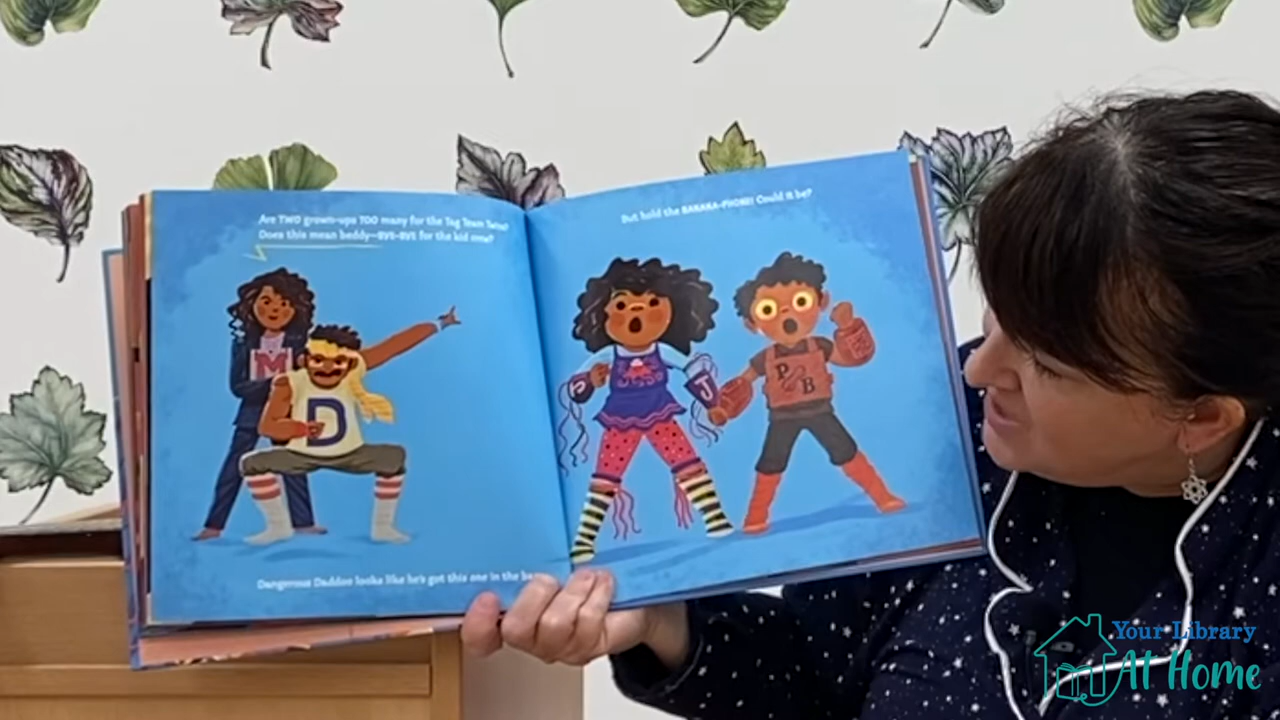 Are TWO grown-ups TOO many for the Tag Team Twins?
Does this mean beddy-BYE-BYE for the kid crew?
But hold the BANANA-PHONE! Could it be?
M
D
P B
J
Dangerous Daddoo looks like he's got this one in the
Your Library
At Home